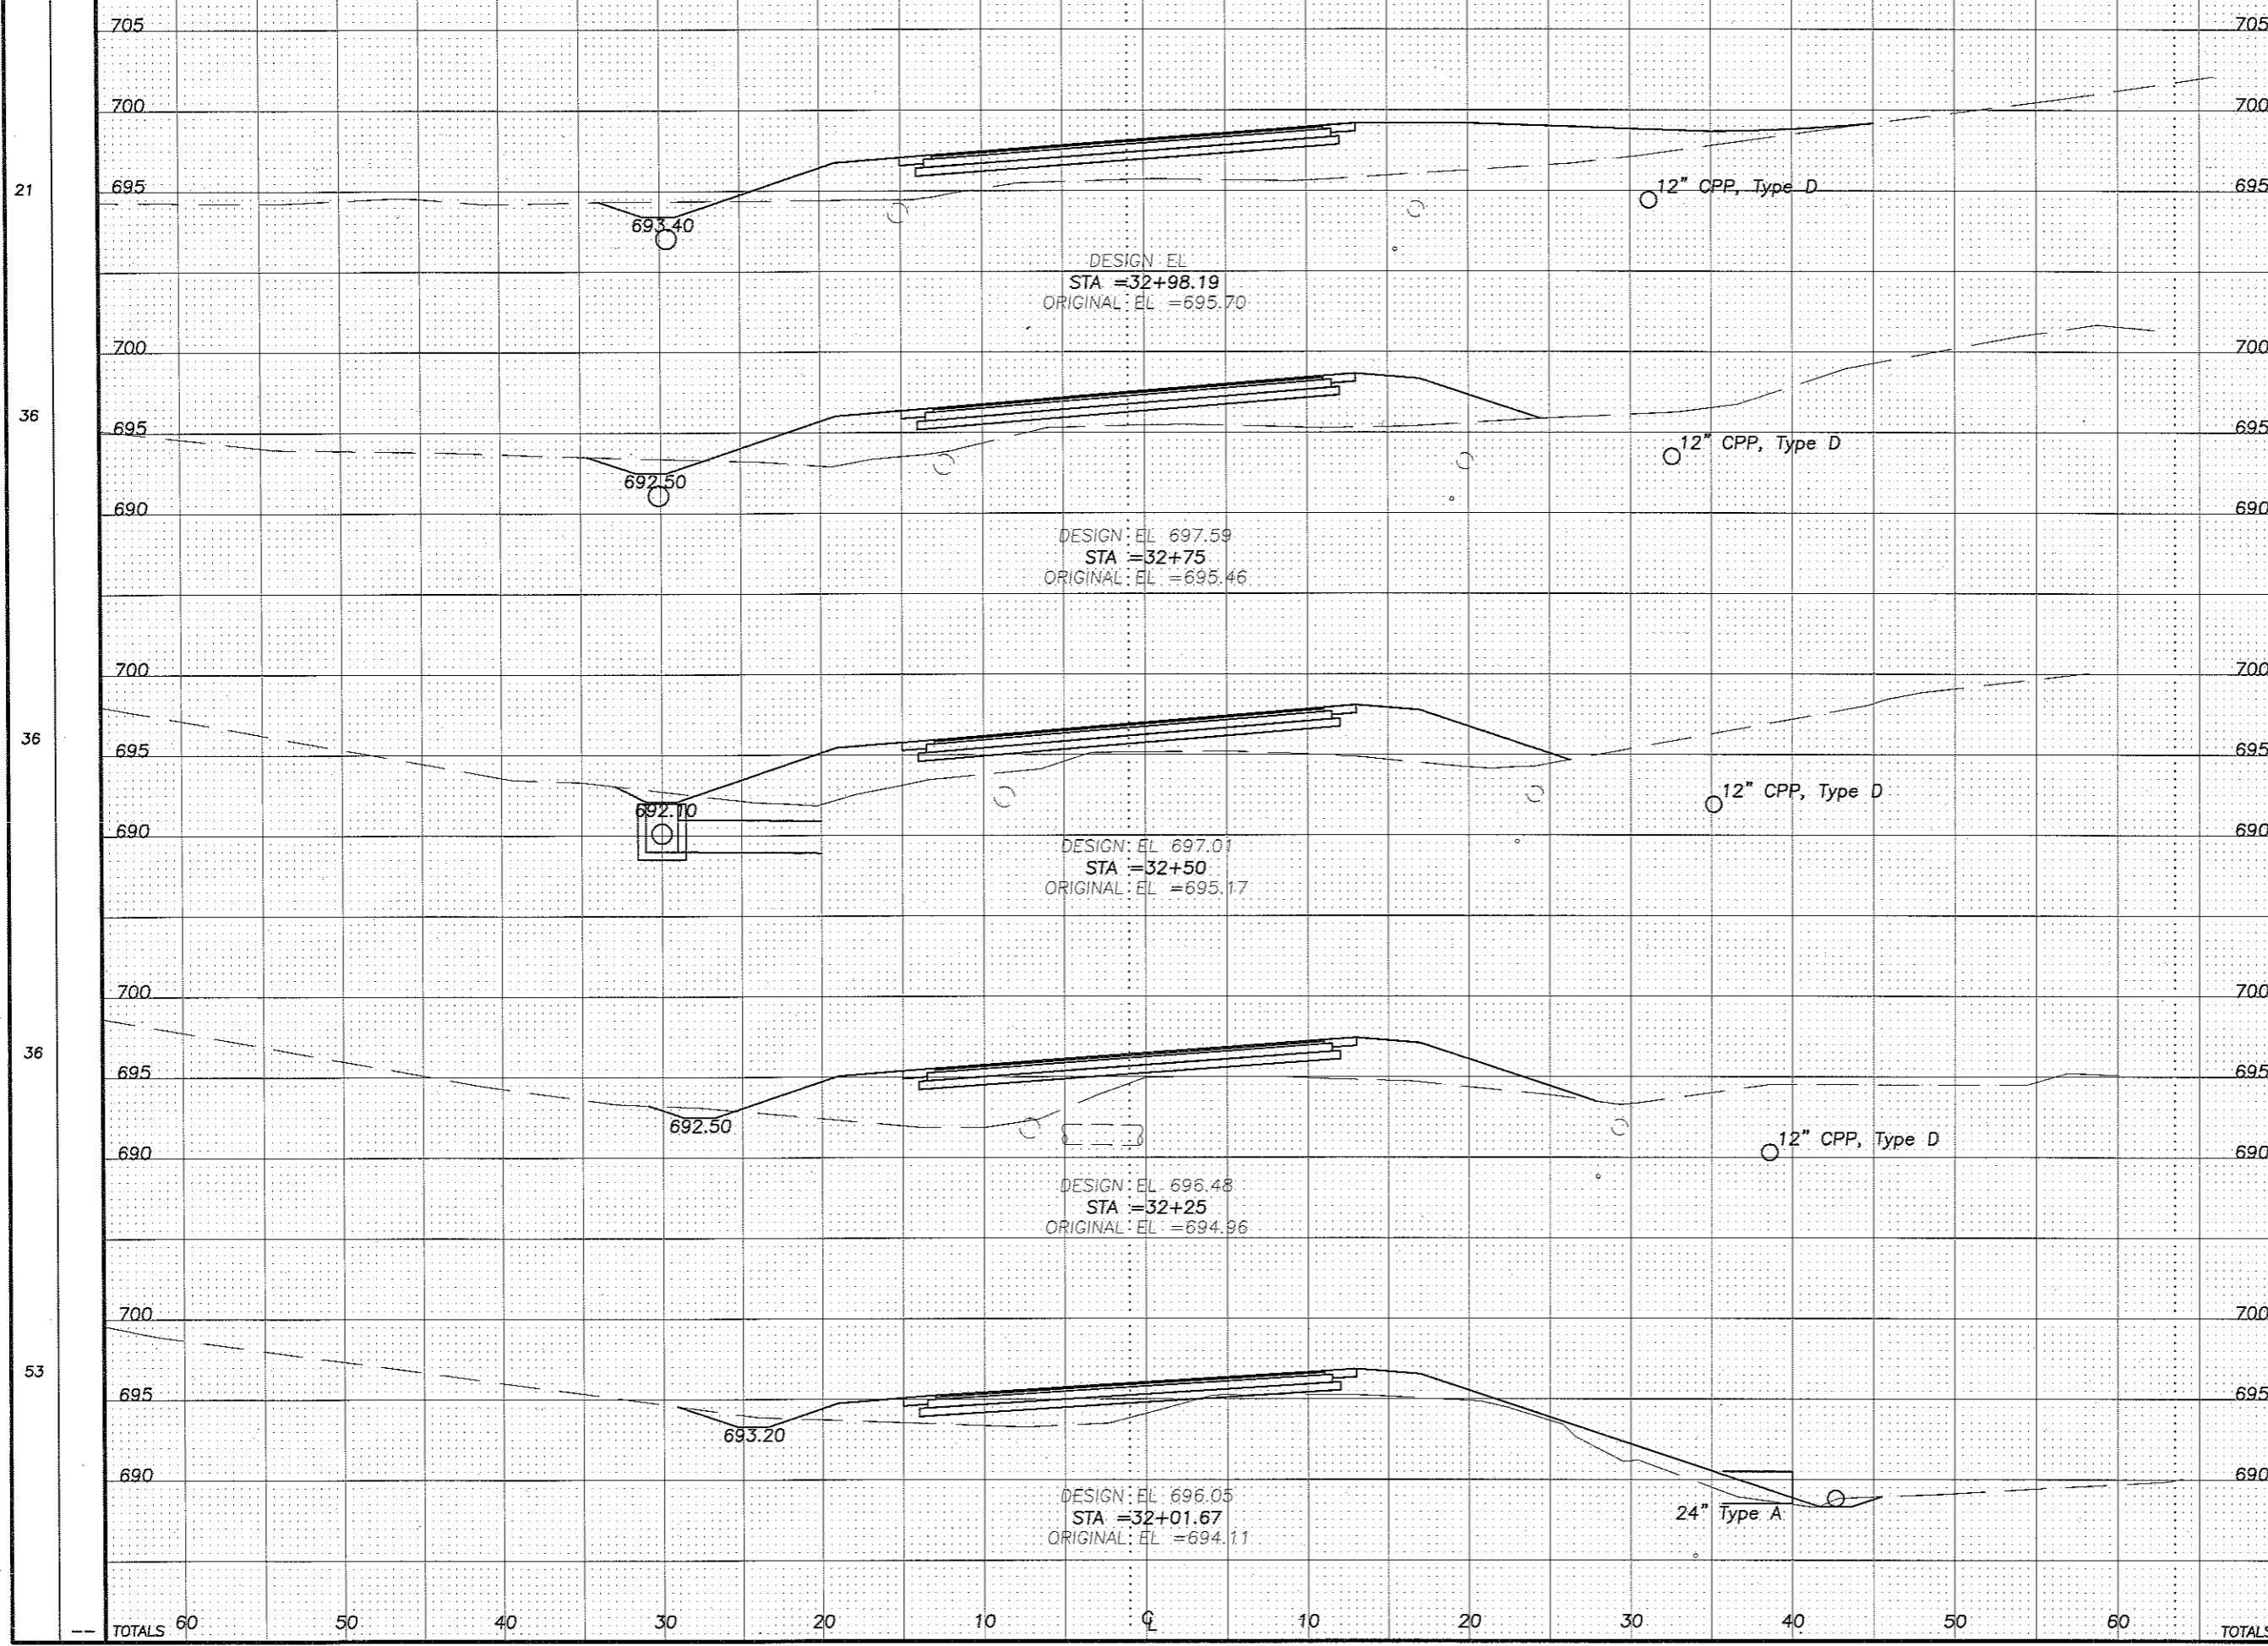 705 705
700 700
21 695 12" CPP, Type D 695
693.40
DESIGN EL
STA =32+98.19
ORIGINAL EL =695.70
700 700
36 695 12" CPP, Type D 695
692.50
690 690
DESIGN EL 697.59
STA =32+75
ORIGINAL EL =695.46
700 700
36 695 695
12" CPP, Type D
692.10
690 690
DESIGN EL 697.01
STA =32+50
ORIGINAL EL =695.17
700 700
36 695 695
692.50
12" CPP, Type D
690 690
DESIGN EL 696.48
STA =32+25
ORIGINAL EL =694.96
700 700
53 695 695
693.20
690 690
DESIGN EL 696.05
24" Type A
STA =32+01.67
ORIGINAL EL =694.11
-- TOTALS 60 50 40 30 20 10 ℄ 10 20 30 40 50 60 TOTALS